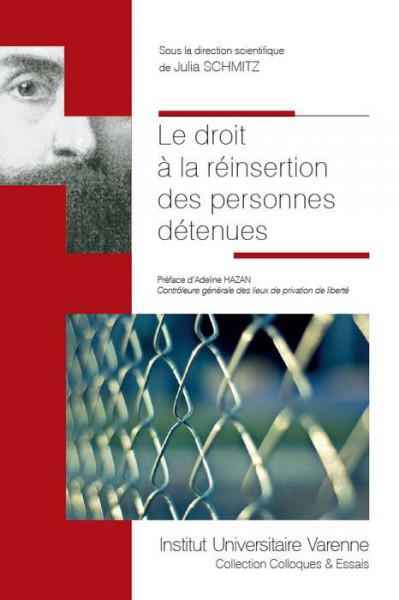 Sous la direction scientifique
de Julia SCHMITZ
Le droit
à la réinsertion
des personnes
détenues
Préface d'Adeline HAZAN
Contrôleure générale des lieux de privation de liberté
Institut Universitaire Varenne
Collection Colloques & Essais